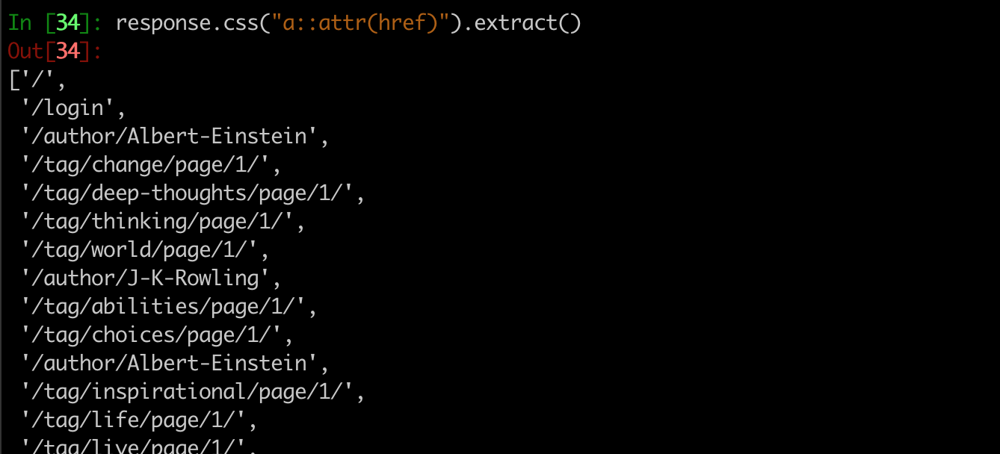 In [34]: response.css("a::attr(href)").extract()
Out[34]:
['/',
 '/login',
 '/author/Albert-Einstein',
 '/tag/change/page/1/',
 '/tag/deep-thoughts/page/1/',
 '/tag/thinking/page/1/',
 '/tag/world/page/1/',
 '/author/J-K-Rowling',
 '/tag/abilities/page/1/',
 '/tag/choices/page/1/',
 '/author/Albert-Einstein',
 '/tag/inspirational/page/1/',
 '/tag/life/page/1/',
 '/tag/live/page/1/',